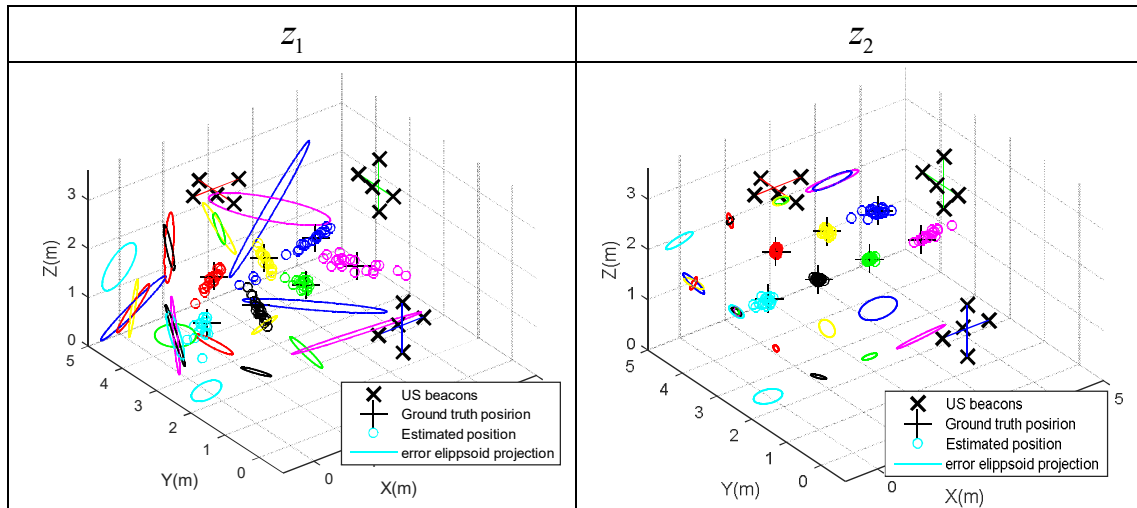 z1
z2
Z(m)
3
2
1
0
5
4
3
2
1
0
Y(m)
0
X(m)
US beacons
Ground truth posirion
Estimated position
error elippsoid projection
Z(m)
3
2
1
0
5
4
3
2
1
0
Y(m)
0
5
X(m)
US beacons
Ground truth posirion
Estimated position
error elippsoid projection